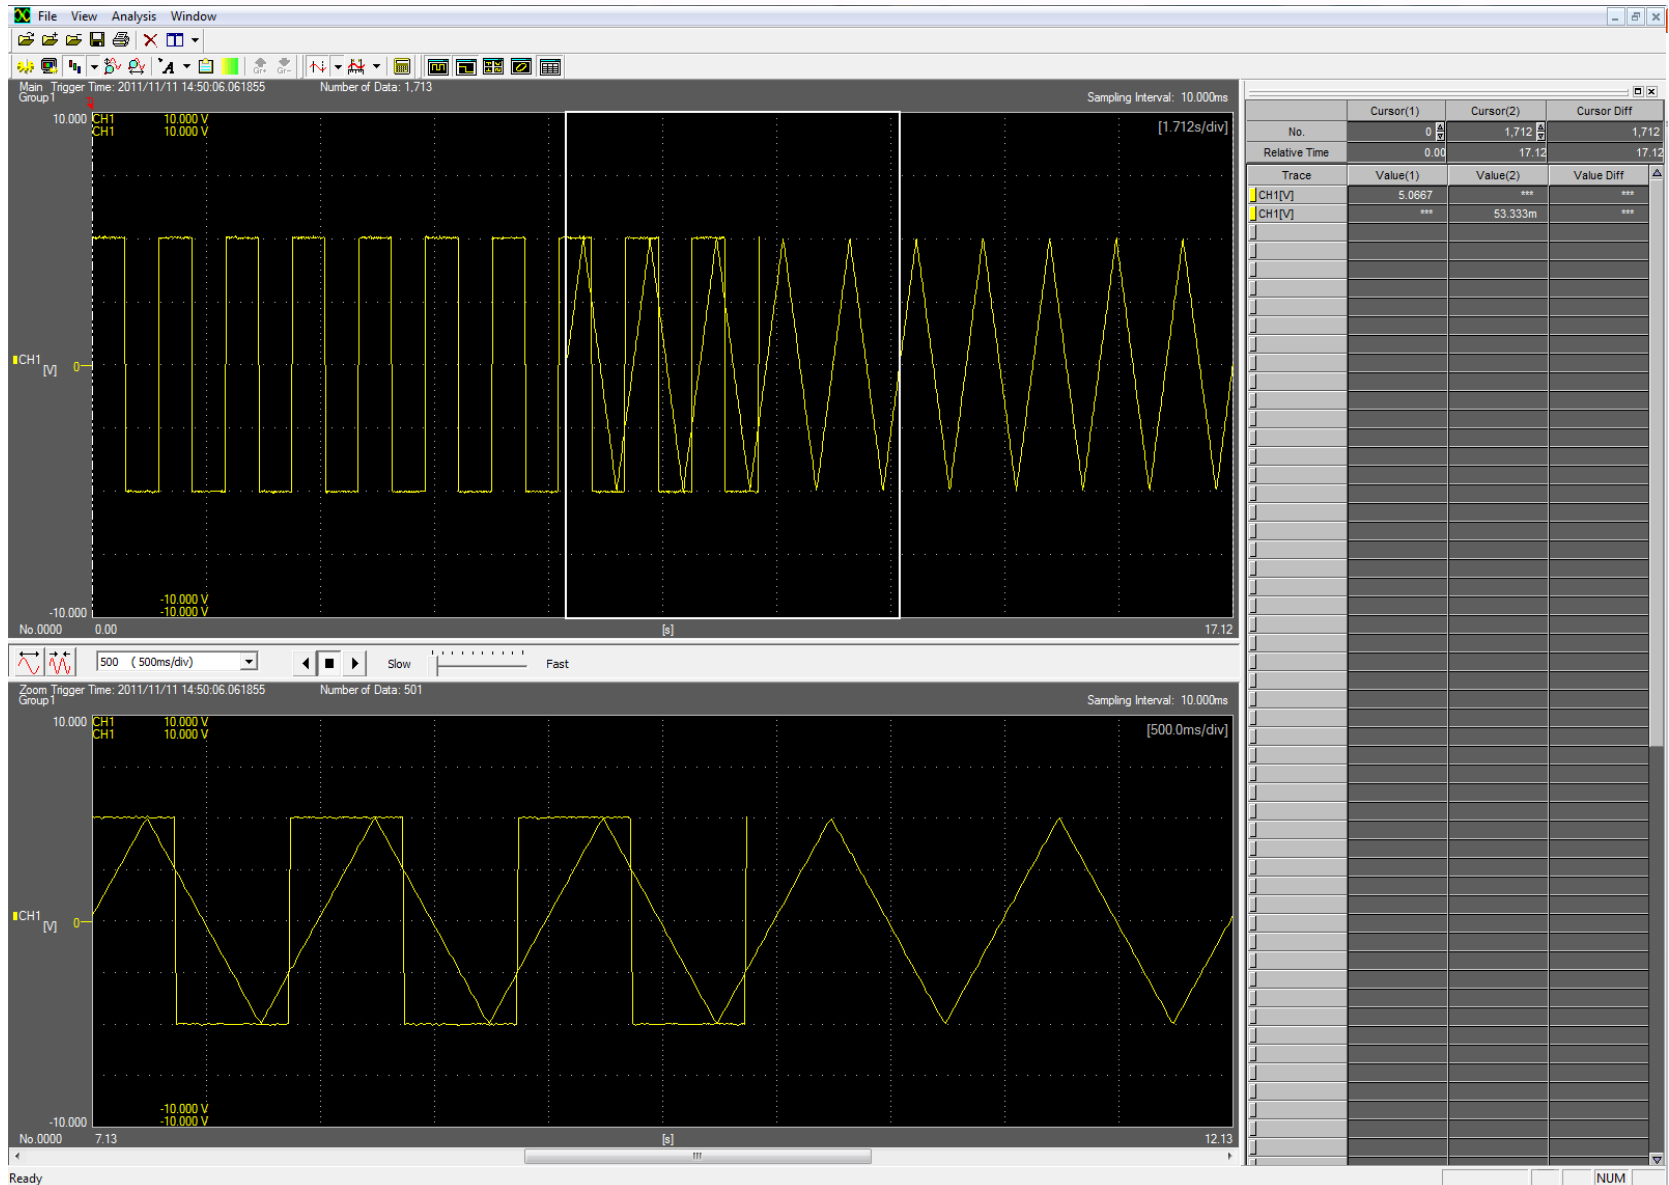 File View Analysis Window
Main Trigger Time: 2011/11/11 14:50:06.061855 Number of Data: 1,713
Group1
Sampling Interval: 10.000ms
10.000 CH1 10.000 V
CH1 10.000 V
[1.712s/div]
CH1 [V] 0
-10.000 V
-10.000 -10.000 V
No.0000 0.00 [s] 17.12
500 ( 500ms/div) Slow Fast
Zoom Trigger Time: 2011/11/11 14:50:06.061855 Number of Data: 501
Group1
Sampling Interval: 10.000ms
10.000 CH1 10.000 V
CH1 10.000 V
[500.0ms/div]
CH1 [V] 0
-10.000 V
-10.000 -10.000 V
No.0000 7.13 [s] 12.13
Cursor(1) Cursor(2) Cursor Diff
No. 0 1,712 1,712
Relative Time 0.00 17.12 17.12
Trace Value(1) Value(2) Value Diff
CH1[V] 5.0667 *** ***
CH1[V] *** 53.333m ***
Ready NUM